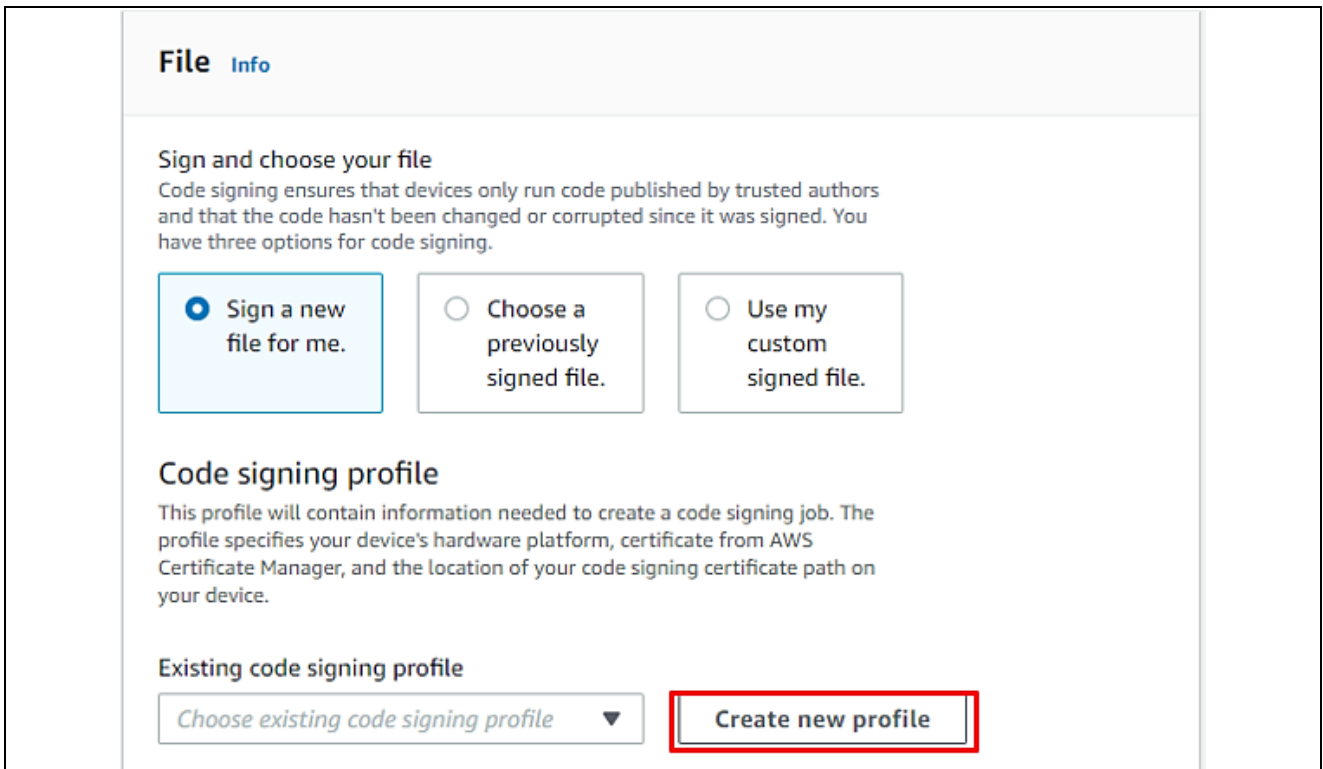 File Info
Sign and choose your file
Code signing ensures that devices only run code published by trusted authors
and that the code hasn't been changed or corrupted since it was signed. You
have three options for code signing.
Sign a new
file for me.
Choose a
previously
signed file.
Use my
custom
signed file.
Code signing profile
This profile will contain information needed to create a code signing job. The
profile specifies your device's hardware platform, certificate from AWS
Certificate Manager, and the location of your code signing certificate path on
your device.
Existing code signing profile
Choose existing code signing profile
Create new profile